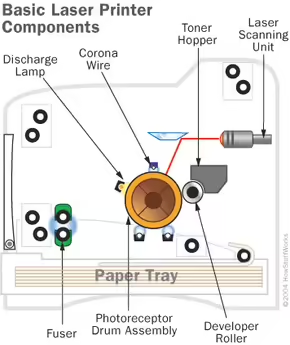 Basic Laser Printer
Components
Discharge
Lamp
Corona
Wire
Toner
Hopper
Laser
Scanning
Unit
Paper Tray
Fuser
Photoreceptor
Drum Assembly
Developer
Roller
©2004 HowStuffWorks